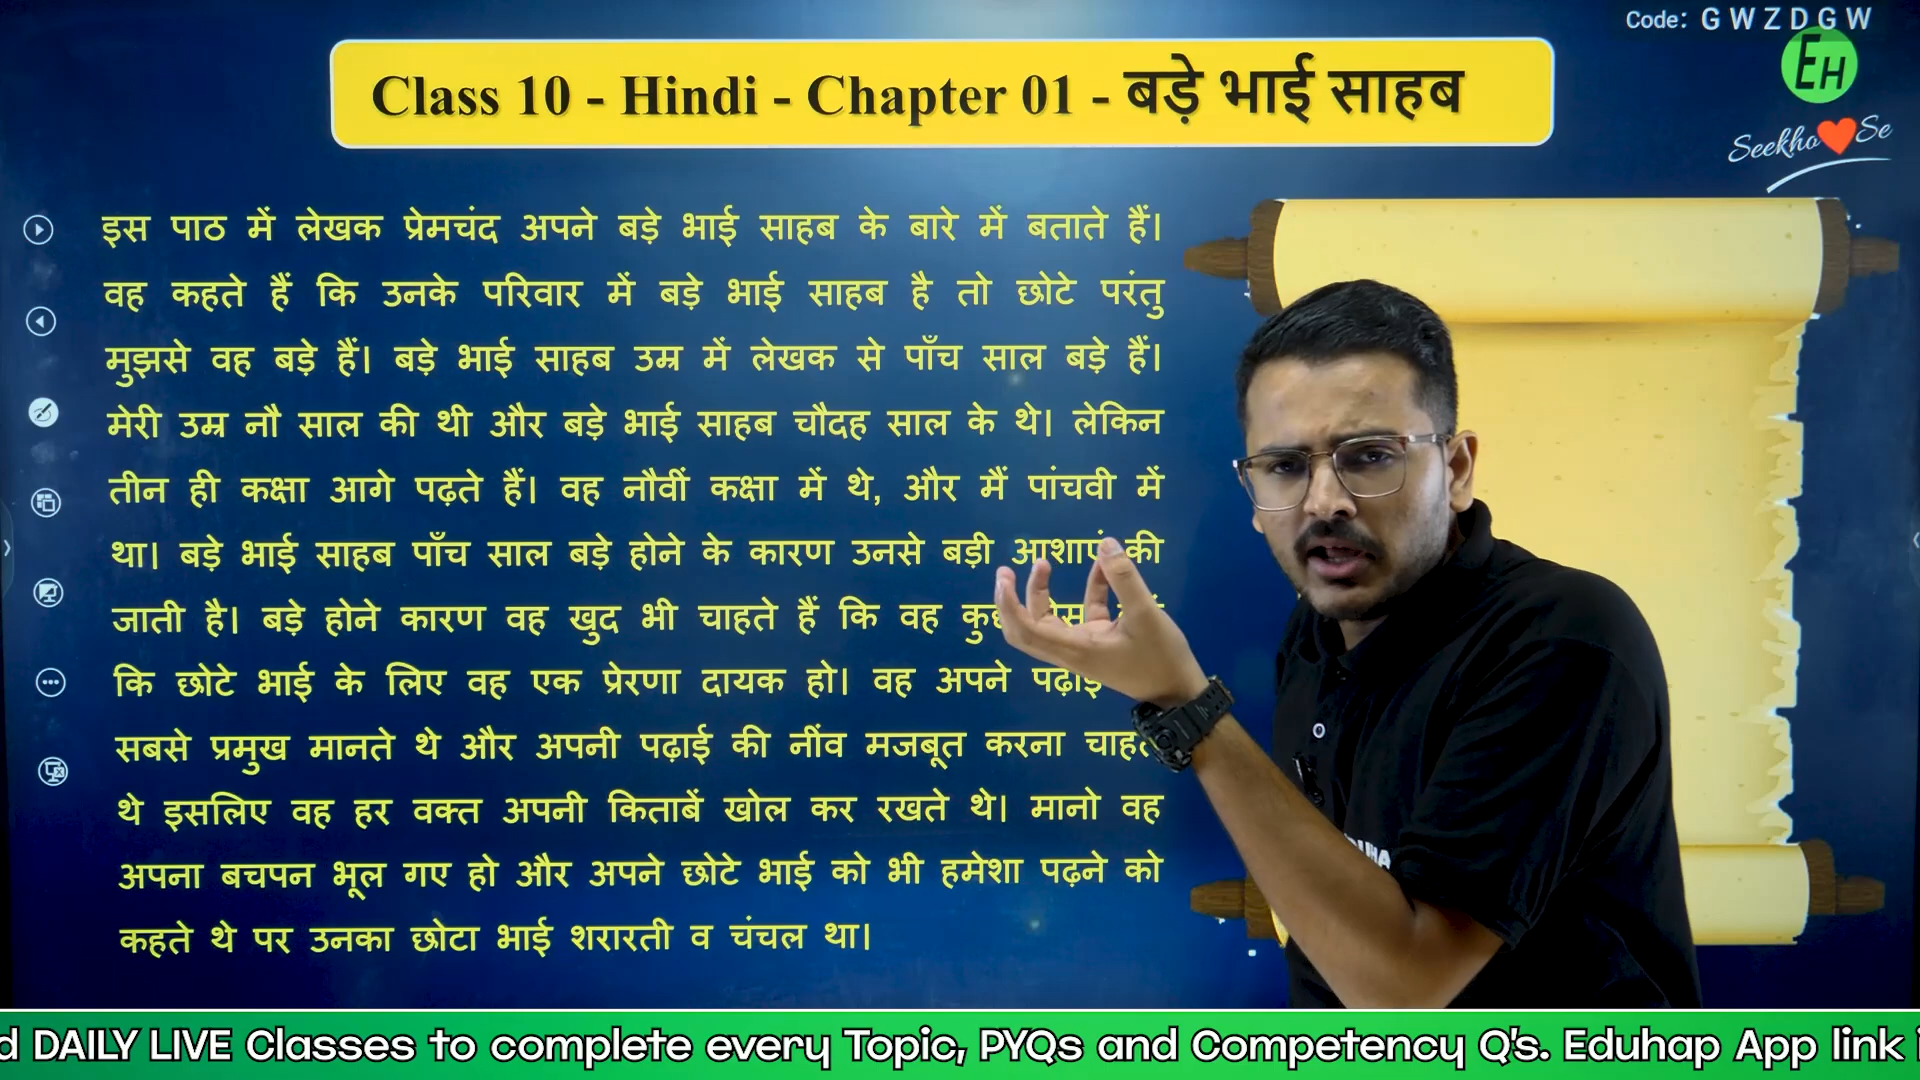 Code: G W Z D G W
EH
Class 10 - Hindi - Chapter 01 - बड़े भाई साहब
Seekho ❤ Se
इस पाठ में लेखक प्रेमचंद अपने बड़े भाई साहब के बारे में बताते हैं।
वह कहते हैं कि उनके परिवार में बड़े भाई साहब है तो छोटे परंतु
मुझसे वह बड़े हैं। बड़े भाई साहब उम्र में लेखक से पाँच साल बड़े हैं।
मेरी उम्र नौ साल की थी और बड़े भाई साहब चौदह साल के थे। लेकिन
तीन ही कक्षा आगे पढ़ते हैं। वह नौवीं कक्षा में थे, और मैं पांचवी में
था। बड़े भाई साहब पाँच साल बड़े होने के कारण उनसे बड़ी आशाएं की
जाती है। बड़े होने कारण वह खुद भी चाहते हैं कि वह
कि छोटे भाई के लिए वह एक प्रेरणा दायक हो। वह अपने पढ़ाई
सबसे प्रमुख मानते थे और अपनी पढ़ाई की नींव मजबूत करना चाहते
थे इसलिए वह हर वक्त अपनी किताबें खोल कर रखते थे। मानो वह
अपना बचपन भूल गए हो और अपने छोटे भाई को भी हमेशा पढ़ने को
कहते थे पर उनका छोटा भाई शरारती व चंचल था।
d DAILY LIVE Classes to complete every Topic, PYQs and Competency Q's. Eduhap App link i